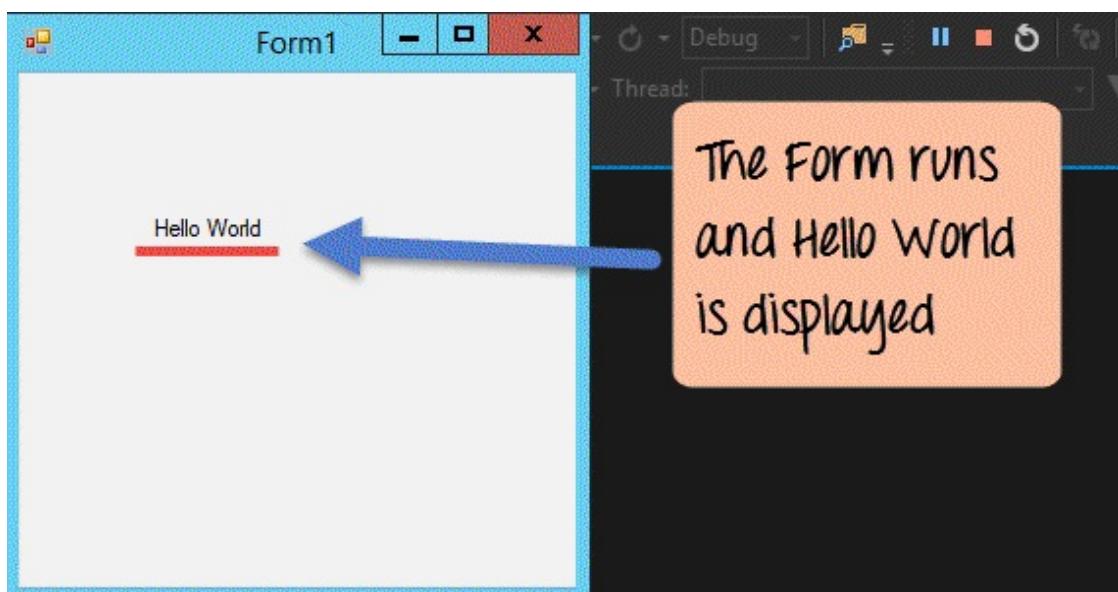 Form1
Debug
Thread:
Hello World
The Form runs
and Hello World
is displayed